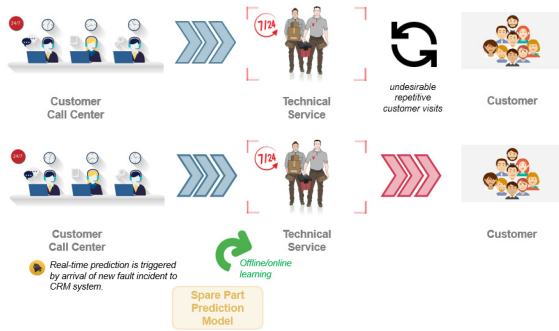 24/7
7/24
undesirable
repetitive
customer visits
Customer
Call Center
Technical
Service
Customer
24/7
7/24
Customer
Call Center
Technical
Service
Customer
Real-time prediction is triggered
by arrival of new fault incident to
CRM system.
Offline/online
learning
Spare Part
Prediction
Model